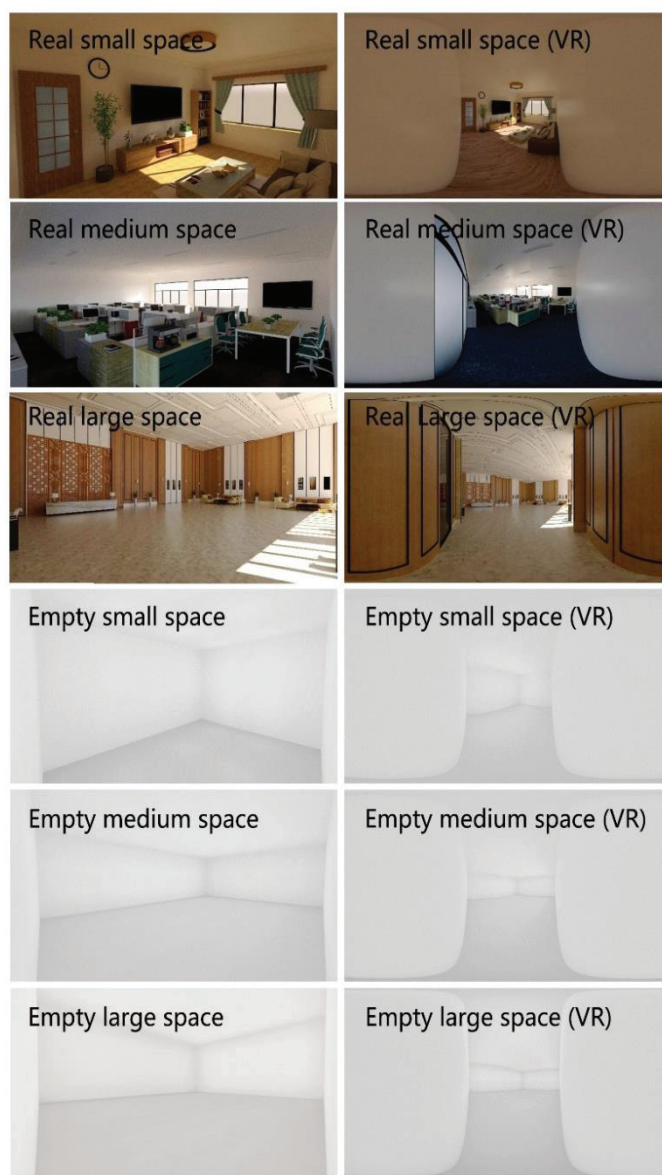 Real small space
Real small space (VR)
Real medium space
Real medium space (VR)
Real large space
Real Large space (VR)
Empty small space
Empty small space (VR)
Empty medium space
Empty medium space (VR)
Empty large space
Empty large space (VR)